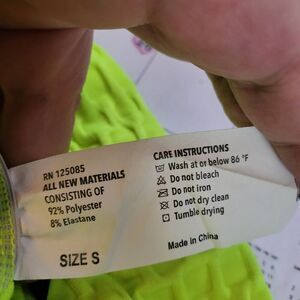 RN 125085
ALL NEW MATERIALS
CONSISTING OF
92% Polyester
8% Elastane
SIZE S
CARE INSTRUCTIONS
Wash at or below 86 °F
Do not bleach
Do not iron
Do not dry clean
Tumble drying
Made in China